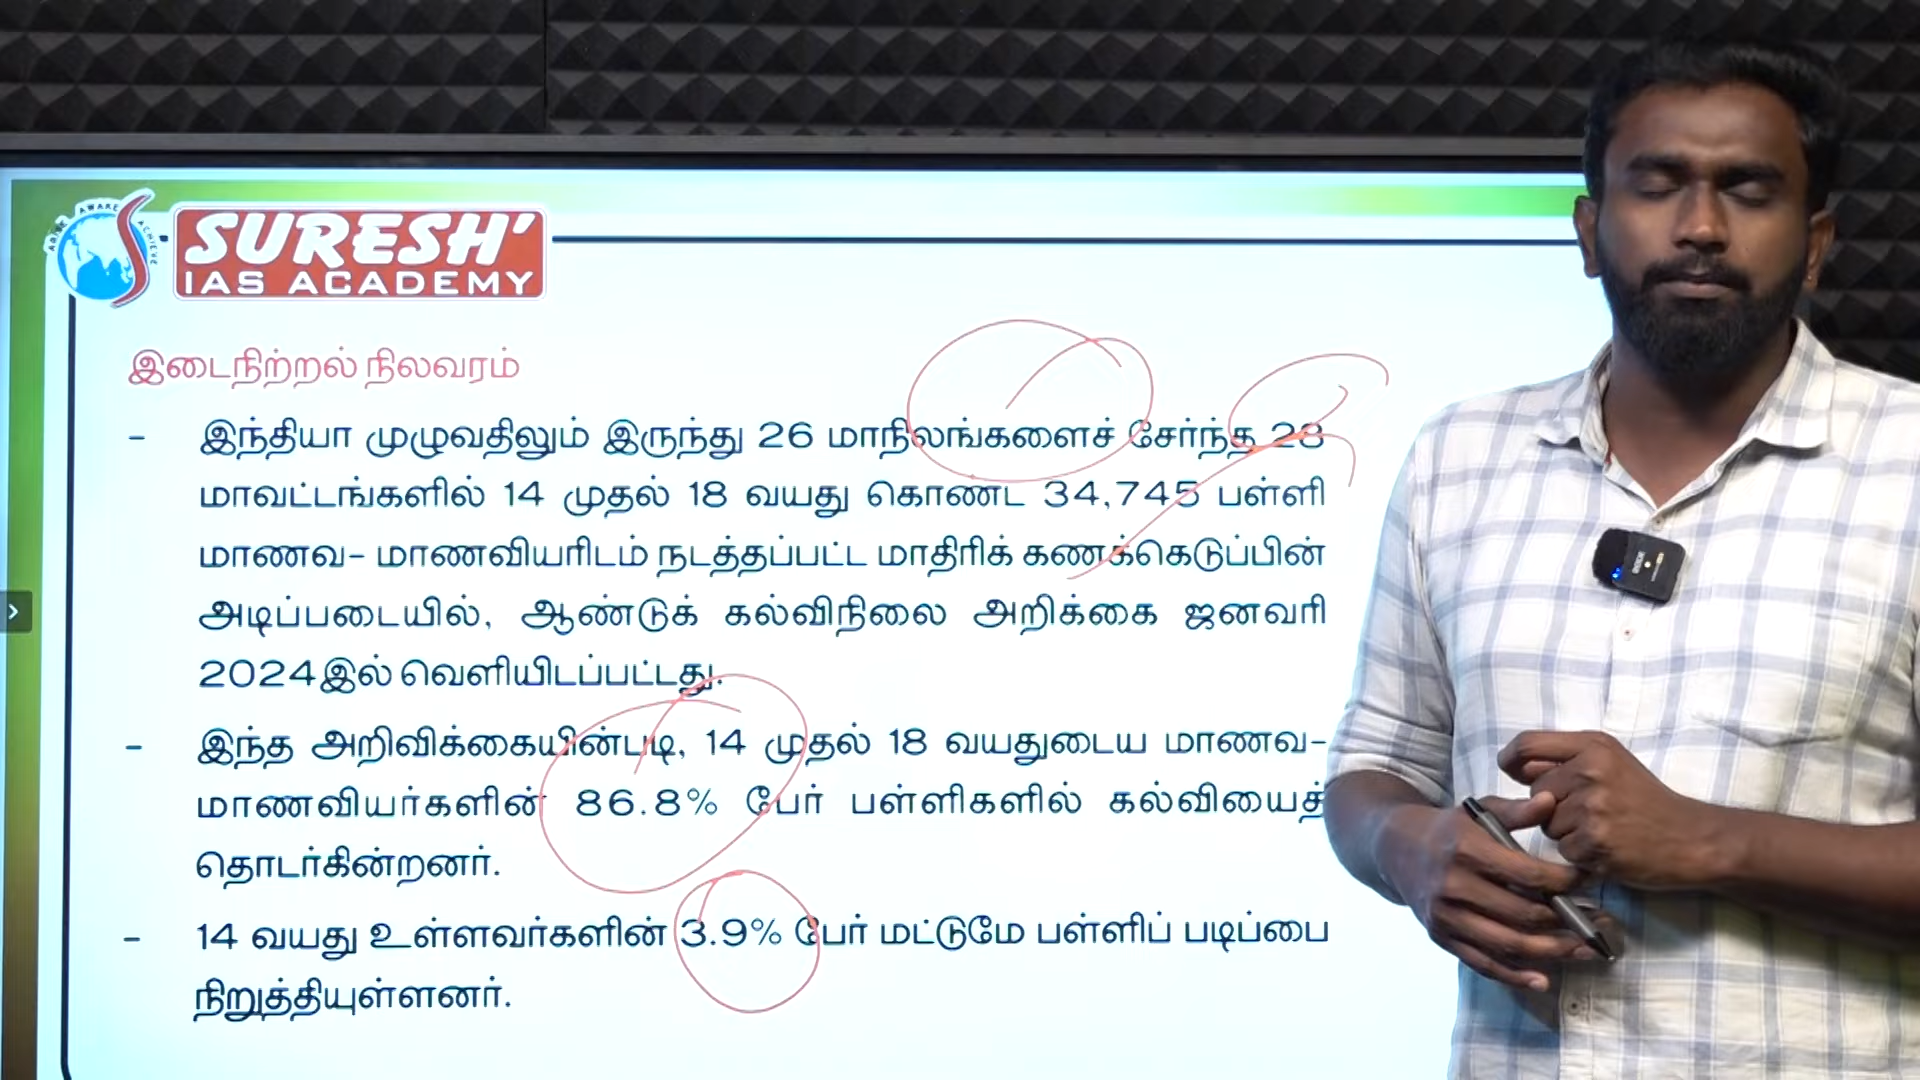 ARISE AWAKE ACHIEVE
SURESH'
IAS ACADEMY
இடைநிற்றல் நிலவரம்
- இந்தியா முழுவதிலும் இருந்து 26 மாநிலங்களைச் சேர்ந்த 28
மாவட்டங்களில் 14 முதல் 18 வயது கொண்ட 34,745 பள்ளி
மாணவ- மாணவியரிடம் நடத்தப்பட்ட மாதிரிக் கணக்கெடுப்பின்
அடிப்படையில், ஆண்டுக் கல்விநிலை அறிக்கை ஜனவரி
2024இல் வெளியிடப்பட்டது.
- இந்த அறிவிக்கையின்படி, 14 முதல் 18 வயதுடைய மாணவ-
மாணவியர்களின் 86.8% பேர் பள்ளிகளில் கல்வியைத்
தொடர்கின்றனர்.
- 14 வயது உள்ளவர்களின் 3.9% பேர் மட்டுமே பள்ளிப் படிப்பை
நிறுத்தியுள்ளனர்.